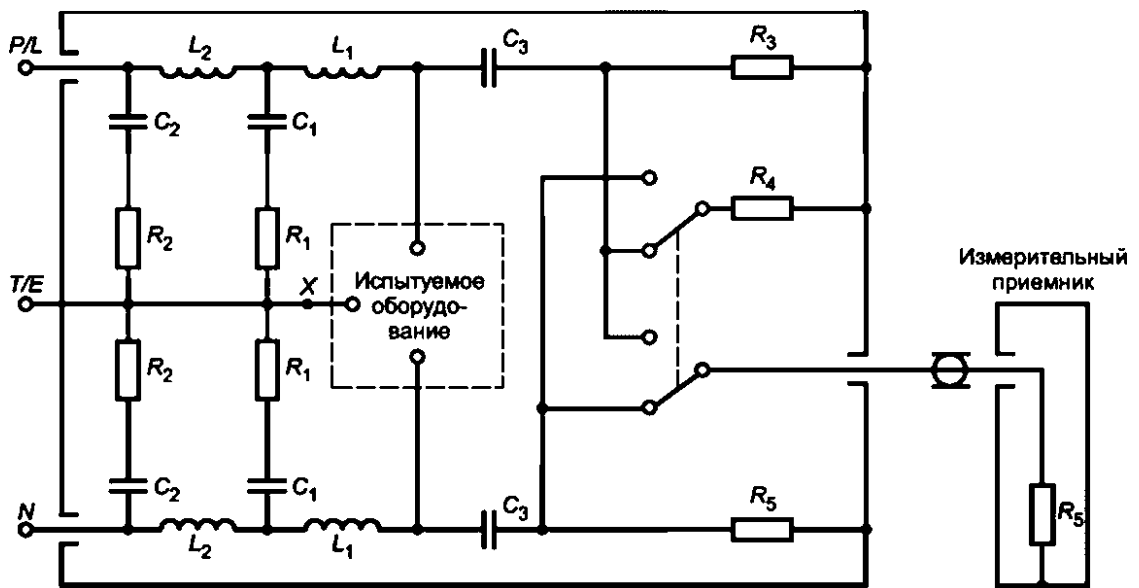 P/L
L2
L1
C3
R3
C2
C1
R4
R2
R1
Измерительный
приемник
T/E
X
Испытуемое
оборудо-
вание
R2
R1
C2
C1
C3
R5
R5
N
L2
L1